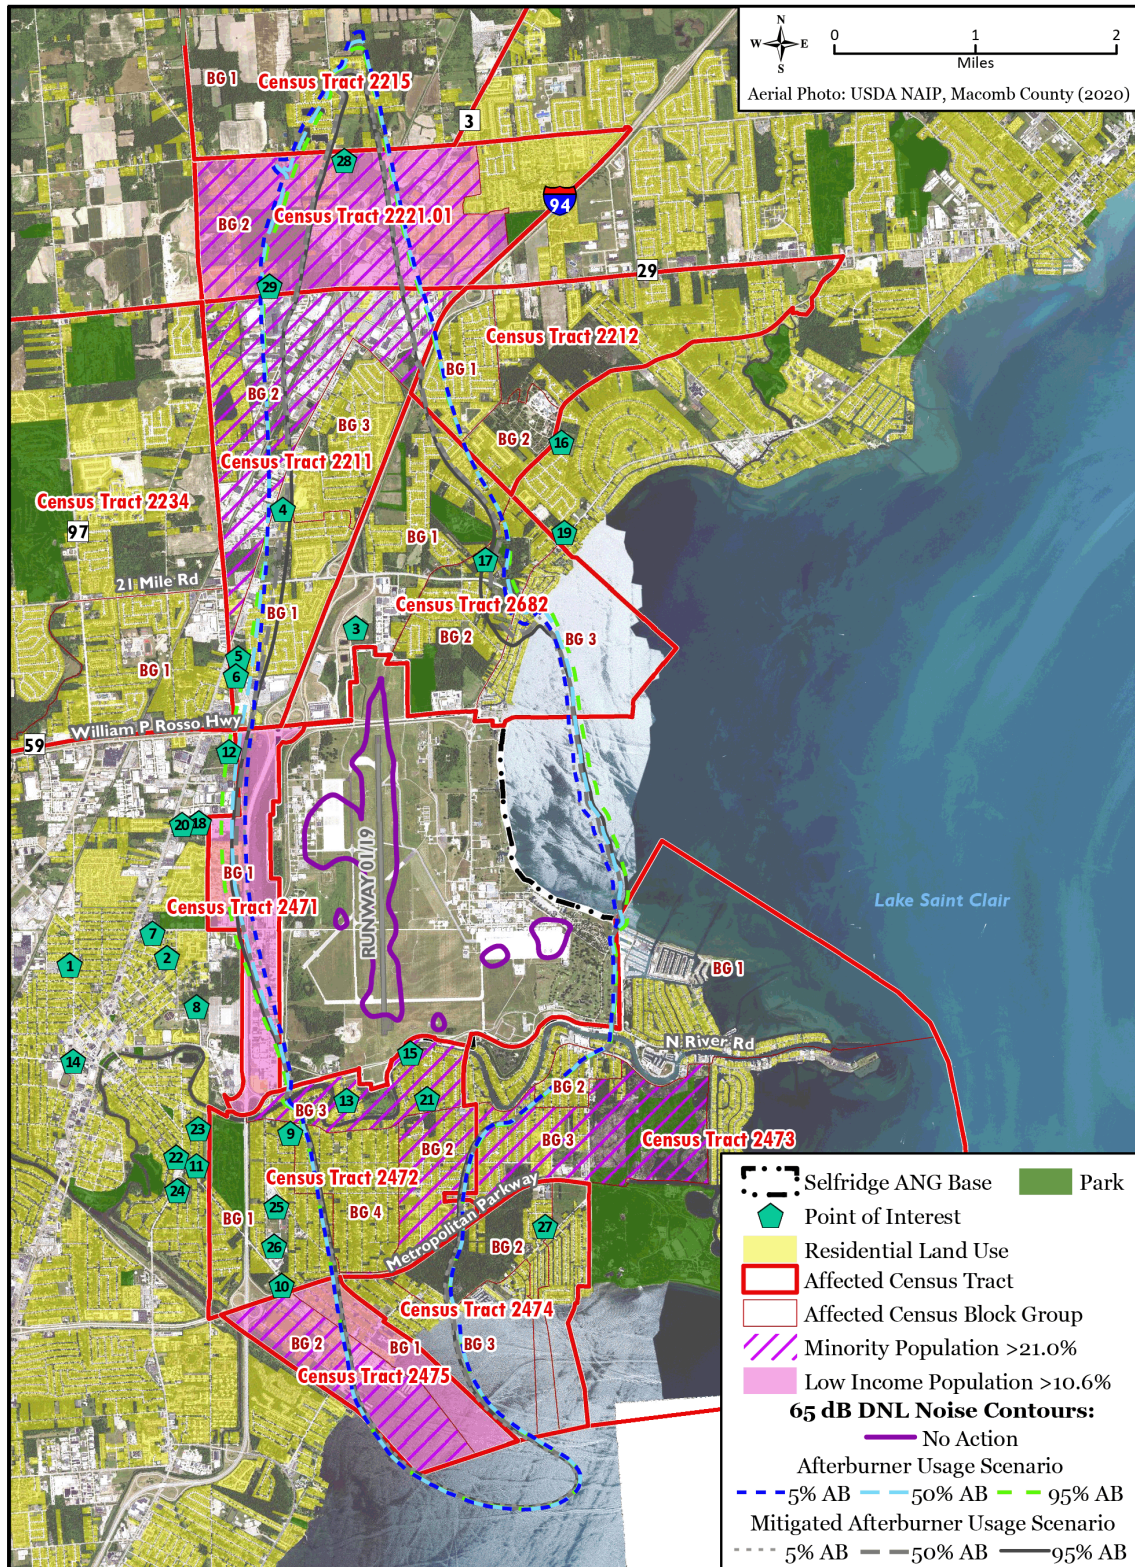 N
W E
S
0 1 2
Miles
Aerial Photo: USDA NAIP, Macomb County (2020)
BG 1
Census Tract 2215
3
28
94
BG 2
Census Tract 2221.01
29
29
Census Tract 2212
BG 1
BG 2
BG 3
BG 2
16
Census Tract 2211
Census Tract 2234
97
4
19
BG 1
17
21 Mile Rd
Census Tract 2682
BG 1
3
BG 2
BG 3
5
BG 1
6
William P Rosso Hwy
59
12
20
18
RUNWAY 01/19
BG 1
Census Tract 2471
Lake Saint Clair
7
2
1
BG 1
8
N River Rd
15
14
BG 2
13
21
BG 3
23
9
BG 2
BG 3
Census Tract 2473
22
11
Census Tract 2472
24
25
BG 1
BG 4
Metropolitan Parkway
27
26
BG 2
10
Census Tract 2474
BG 2
BG 1
BG 3
Census Tract 2475
Selfridge ANG Base
Park
Point of Interest
Residential Land Use
Affected Census Tract
Affected Census Block Group
Minority Population >21.0%
Low Income Population >10.6%
65 dB DNL Noise Contours:
No Action
Afterburner Usage Scenario
5% AB 50% AB 95% AB
Mitigated Afterburner Usage Scenario
5% AB 50% AB 95% AB